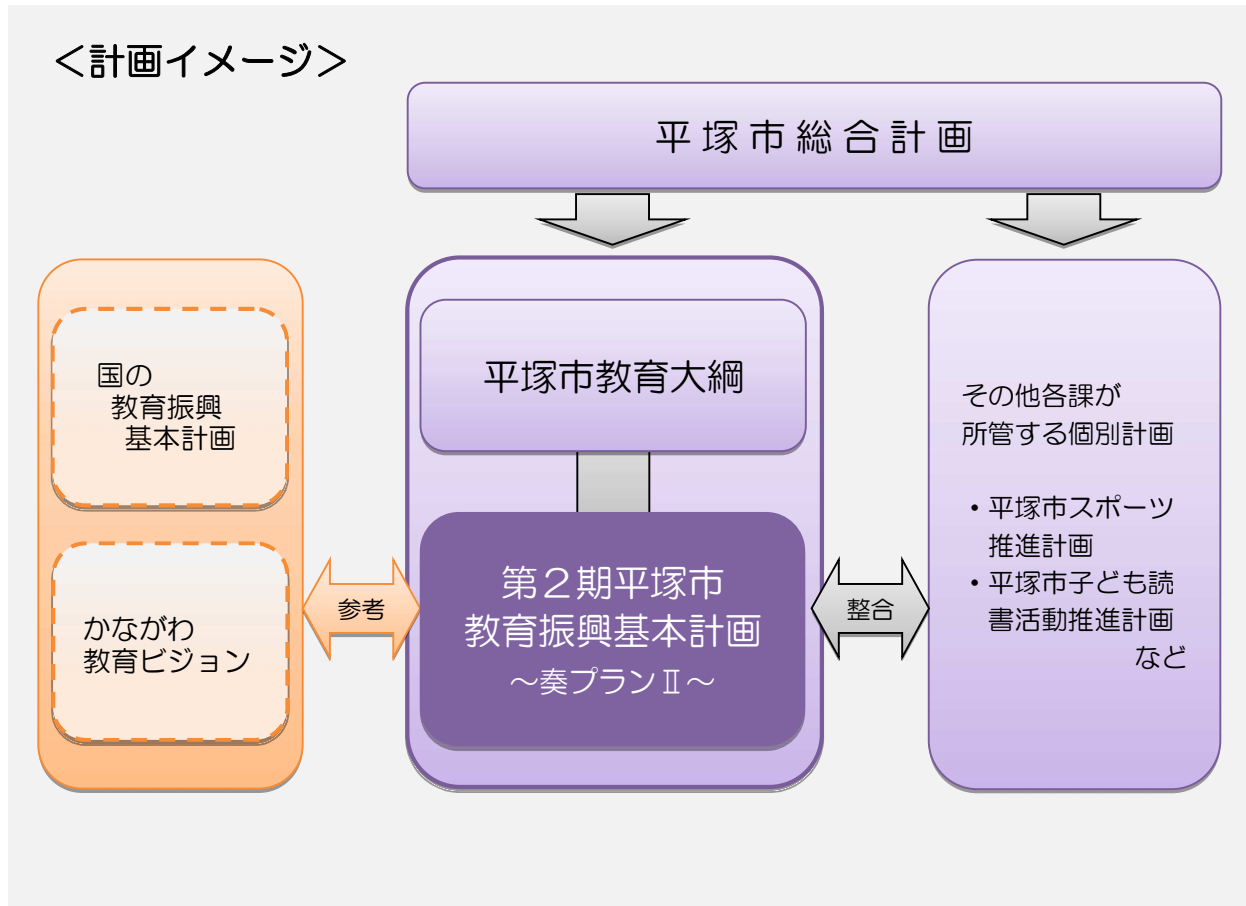 ＜計画イメージ＞
平塚市総合計画
国の
教育振興
基本計画
かながわ
教育ビジョン
参考
平塚市教育大綱
第２期平塚市
教育振興基本計画
～奏プランⅡ～
整合
その他各課が
所管する個別計画
・平塚市スポーツ
推進計画
・平塚市子ども読
書活動推進計画
など